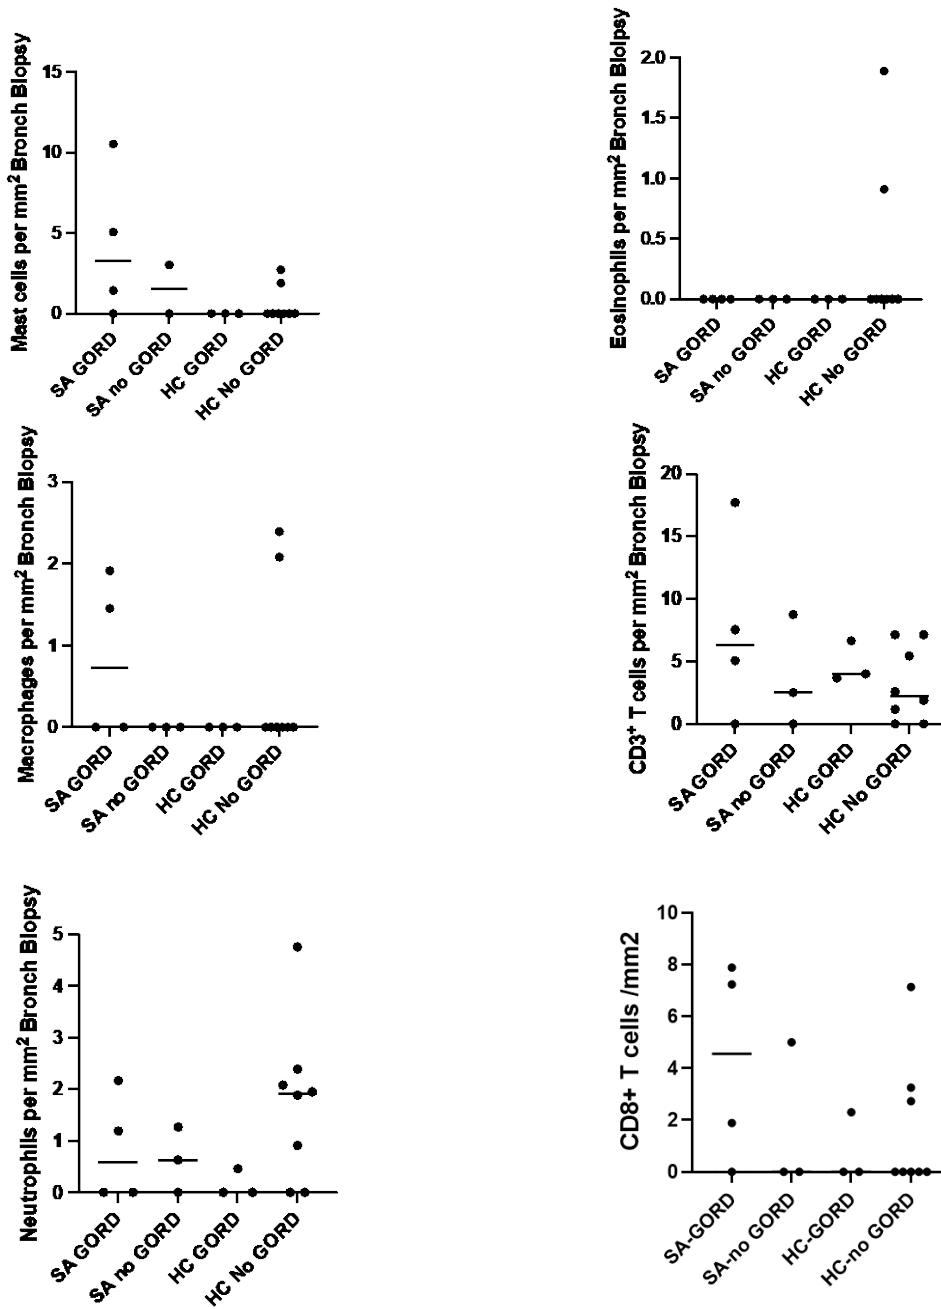 Mast cells per mm2 Bronch BIopsy
15
10
5
0
SA GORD
SA no GORD
HC GORD
HC No GORD
Eosinophils per mm2 Bronch BIoipsy
2.0
1.5
1.0
0.5
0.0
SA GORD
SA no GORD
HC GORD
HC No GORD
Macrophages per mm2 Bronch BIopsy
3
2
1
0
SA GORD
SA no GORD
HC GORD
HC No GORD
CD3+ T cells per mm2 Bronch BIopsy
20
15
10
5
0
SA GORD
SA no GORD
HC GORD
HC No GORD
Neutrophils per mm2 Bronch BIopsy
5
4
3
2
1
0
SA GORD
SA no GORD
HC GORD
HC No GORD
CD8+ T cells /mm2
10
8
6
4
2
0
SA-GORD
SA-no GORD
HC-GORD
HC-no GORD